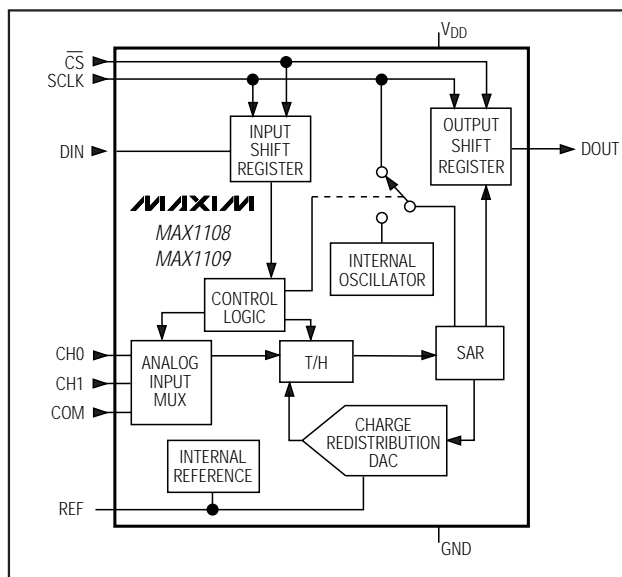 VDD
CS
SCLK
DIN
INPUT
SHIFT
REGISTER
OUTPUT
SHIFT
REGISTER
DOUT
MAXIM
MAX1108
MAX1109
INTERNAL
OSCILLATOR
CONTROL
LOGIC
CH0
CH1
COM
ANALOG
INPUT
MUX
T/H
SAR
CHARGE
REDISTRIBUTION
DAC
INTERNAL
REFERENCE
REF
GND